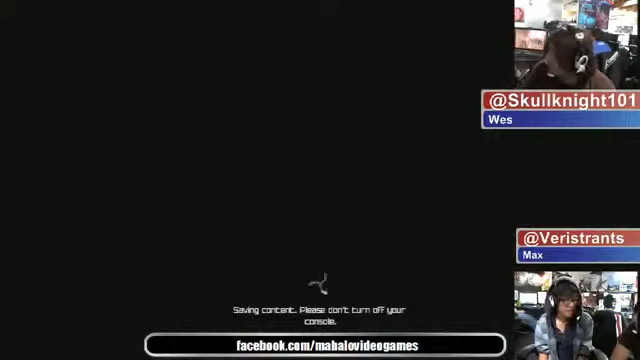 @Skullknight101
Wes
@Veristrants
Max
Saving content. Please don't turn off your
console.
facebook.com/mahalovideogames